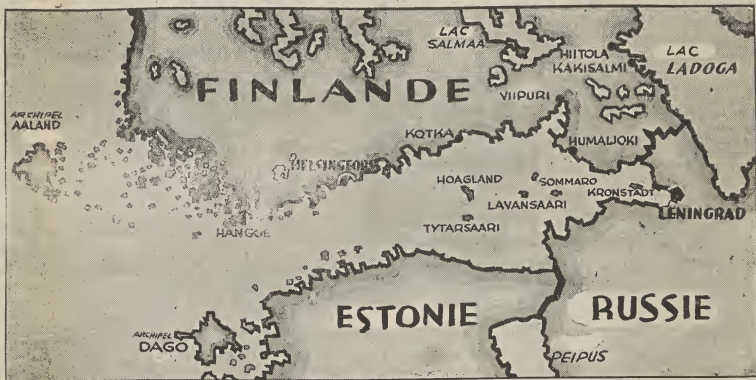 LAC
SALMAA
HIITOLA
KAKISALMI
LAC
LADOGA
FINLANDE
VIIPURI
ARCHIPEL
AALAND
KOTKA
HUMALJOKI
HELSINGFORS
HOAGLAND
SOMMARO
KRONSTADT
LAVANSAARI
LENINGRAD
HANGOE
TYTARSAARI
ESTONIE
RUSSIE
ARCHIPEL
DAGO
PEIPUS